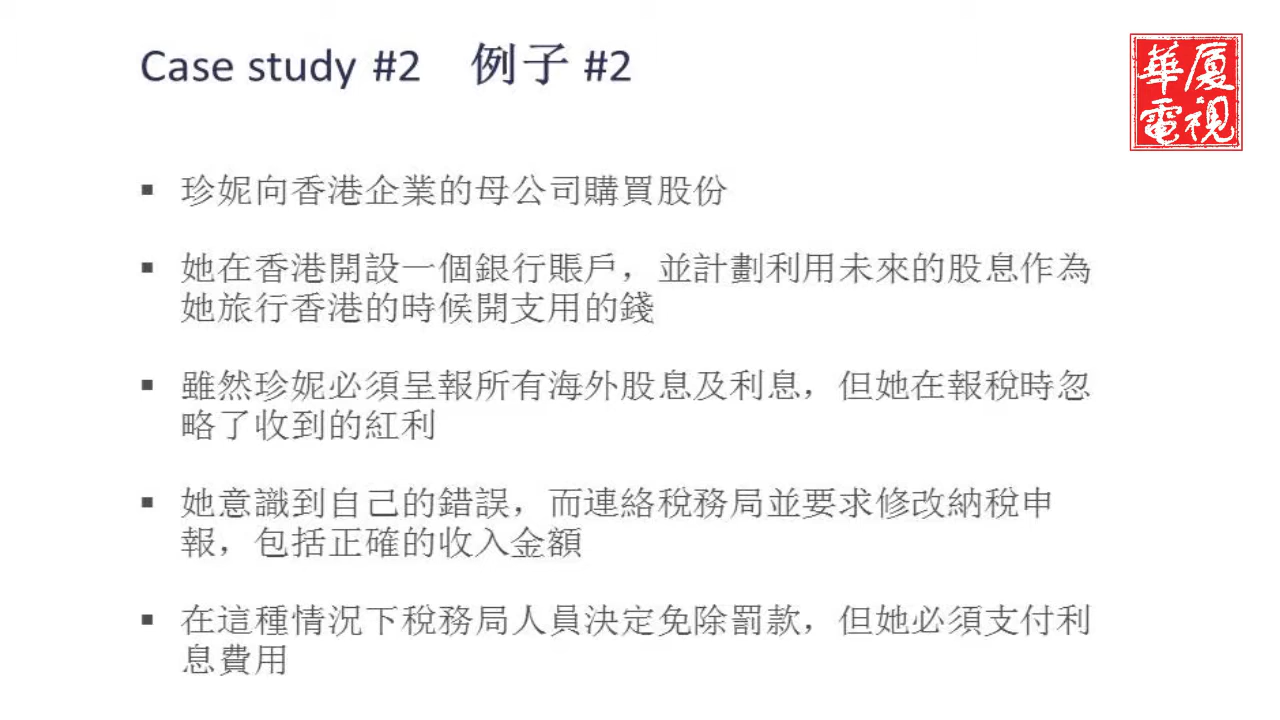 Case study #2 例子 #2
華廈
電視
▪ 珍妮向香港企業的母公司購買股份
▪ 她在香港開設一個銀行賬戶，並計劃利用未來的股息作為
她旅行香港的時候開支用的錢
▪ 雖然珍妮必須呈報所有海外股息及利息，但她在報稅時忽
略了收到的紅利
▪ 她意識到自己的錯誤，而連絡稅務局並要求修改納稅申
報，包括正確的收入金額
▪ 在這種情況下稅務局人員決定免除罰款，但她必須支付利
息費用